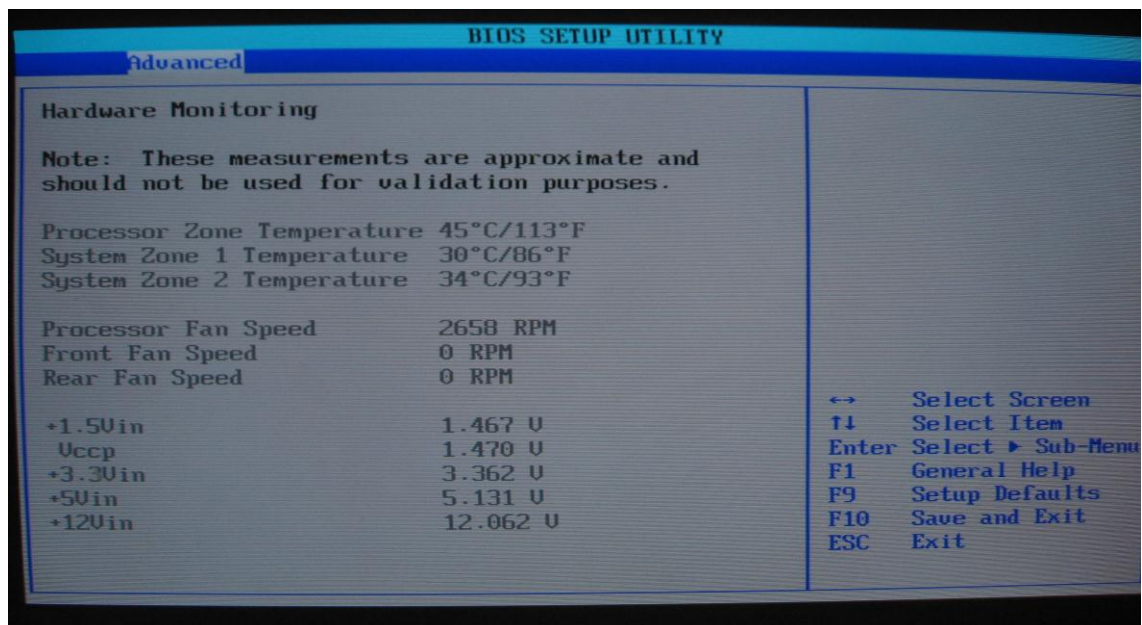 BIOS SETUP UTILITY
Advanced
Hardware Monitoring
Note: These measurements are approximate and
should not be used for validation purposes.
Processor Zone Temperature 45°C/113°F
System Zone 1 Temperature 30°C/86°F
System Zone 2 Temperature 34°C/93°F
Processor Fan Speed 2658 RPM
Front Fan Speed 0 RPM
Rear Fan Speed 0 RPM
+1.5Vin 1.467 V
Vccp 1.470 V
+3.3Vin 3.362 V
+5Vin 5.131 V
+12Vin 12.062 V
↔ Select Screen
↑↓ Select Item
Enter Select ► Sub-Menu
F1 General Help
F9 Setup Defaults
F10 Save and Exit
ESC Exit